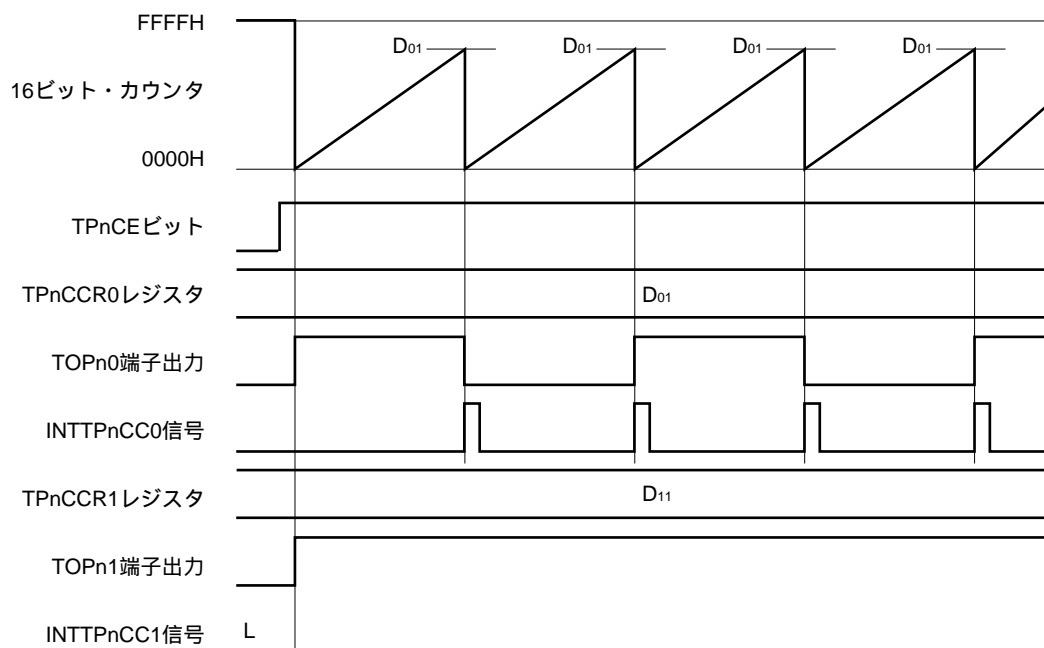 FFFFH
D01 D01 D01 D01
16ビット・カウンタ
0000H
TPnCEビット
TPnCCR0レジスタ D01
TOPn0端子出力
INTTPnCC0信号
TPnCCR1レジスタ D11
TOPn1端子出力
INTTPnCC1信号 L